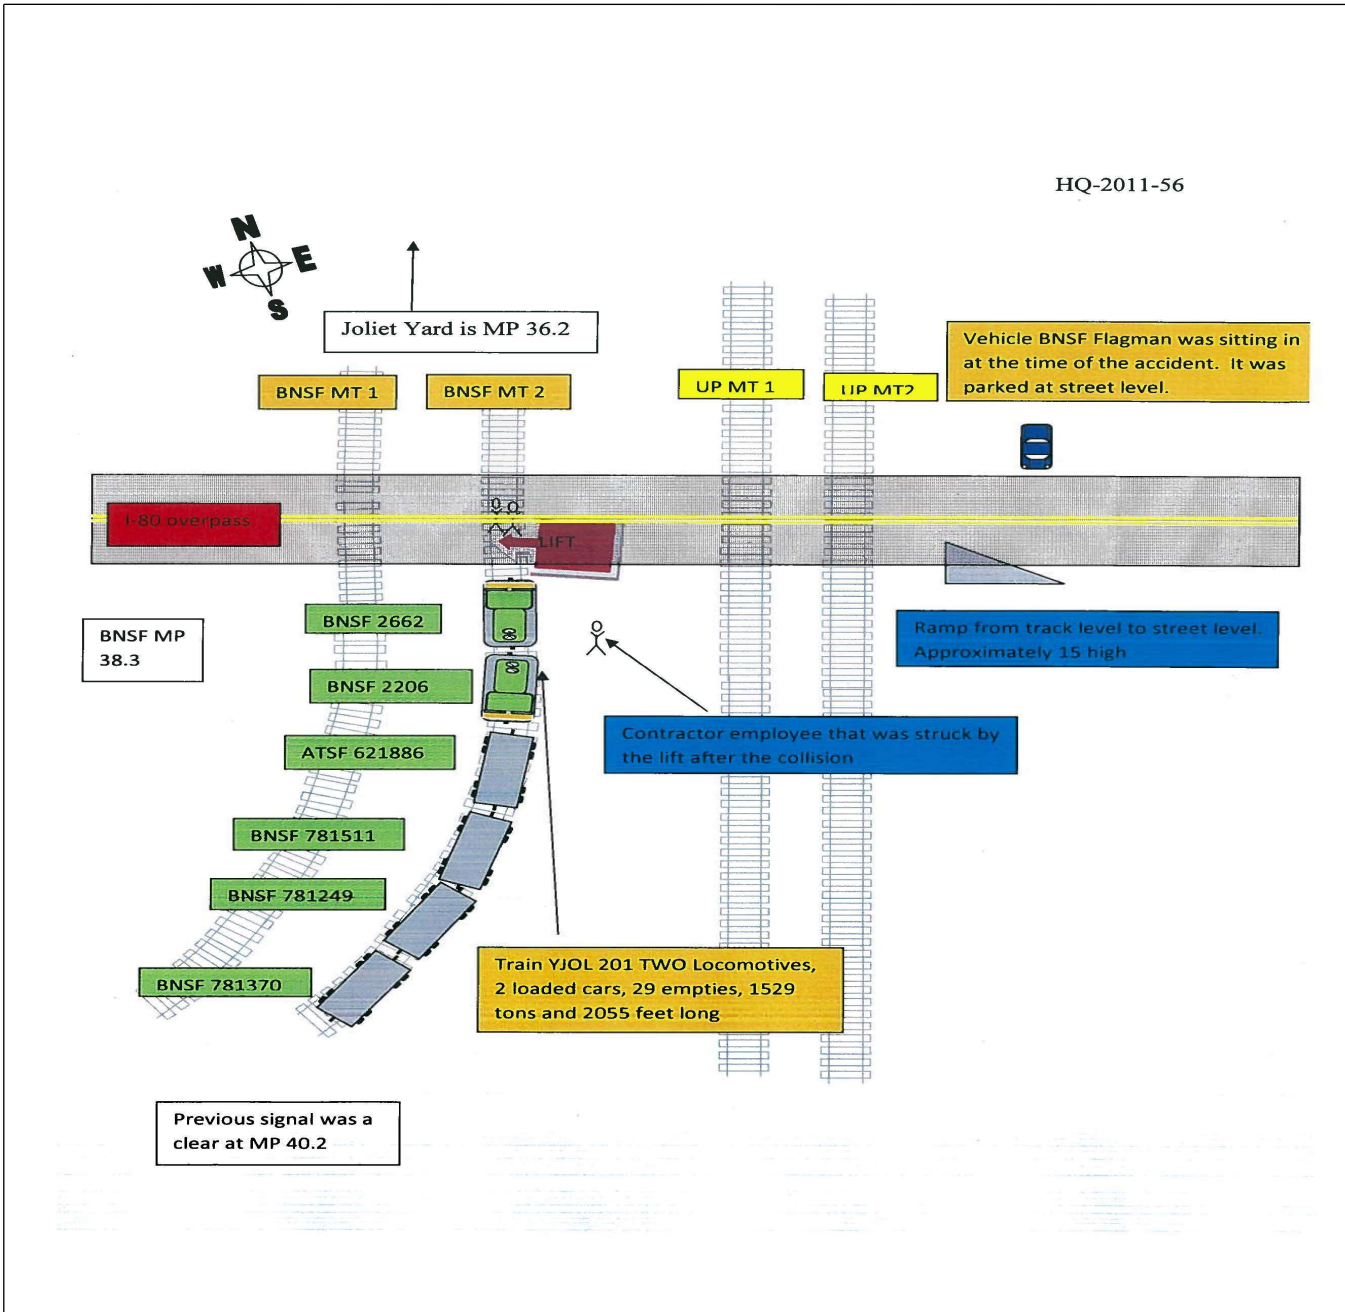 HQ-2011-56
N
W
E
S
Joliet Yard is MP 36.2
Vehicle BNSF Flagman was sitting in
at the time of the accident. It was
parked at street level.
BNSF MT 1
BNSF MT 2
UP MT 1
UP MT2
I-80 overpass
LIFT
BNSF MP
38.3
BNSF 2662
Ramp from track level to street level.
Approximately 15 high
BNSF 2206
Contractor employee that was struck by
the lift after the collision
ATSF 621886
BNSF 781511
BNSF 781249
BNSF 781370
Train YJOL 201 TWO Locomotives,
2 loaded cars, 29 empties, 1529
tons and 2055 feet long
Previous signal was a
clear at MP 40.2